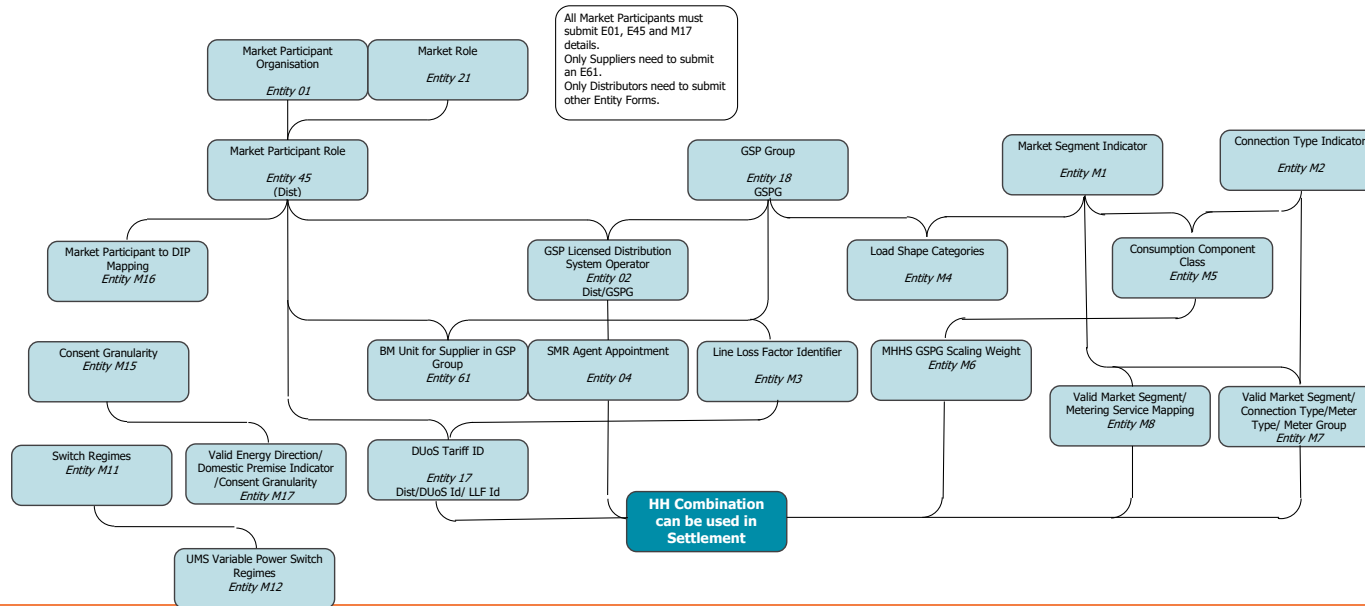 All Market Participants must
submit E01, E45 and M17
details.
Only Suppliers need to submit
an E61.
Only Distributors need to submit
other Entity Forms.
Market Participant
Organisation
Entity 01
Market Role
Entity 21
Market Participant Role
Entity 45
(Dist)
GSP Group
Entity 18
GSPG
Market Segment Indicator
Entity M1
Connection Type Indicator
Entity M2
Market Participant to DIP
Mapping
Entity M16
GSP Licensed Distribution
System Operator
Entity 02
Dist/GSPG
Load Shape Categories
Entity M4
Consumption Component
Class
Entity M5
Consent Granularity
Entity M15
BM Unit for Supplier in GSP
Group
Entity 61
SMR Agent Appointment
Entity 04
Line Loss Factor Identifier
Entity M3
MHHS GSPG Scaling Weight
Entity M6
Valid Market Segment/
Metering Service Mapping
Entity M8
Valid Market Segment/
Connection Type/Meter
Type/ Meter Group
Entity M7
Switch Regimes
Entity M11
Valid Energy Direction/
Domestic Premise Indicator
/Consent Granularity
Entity M17
DUoS Tariff ID
Entity 17
Dist/DUoS Id/ LLF Id
HH Combination
can be used in
Settlement
UMS Variable Power Switch
Regimes
Entity M12